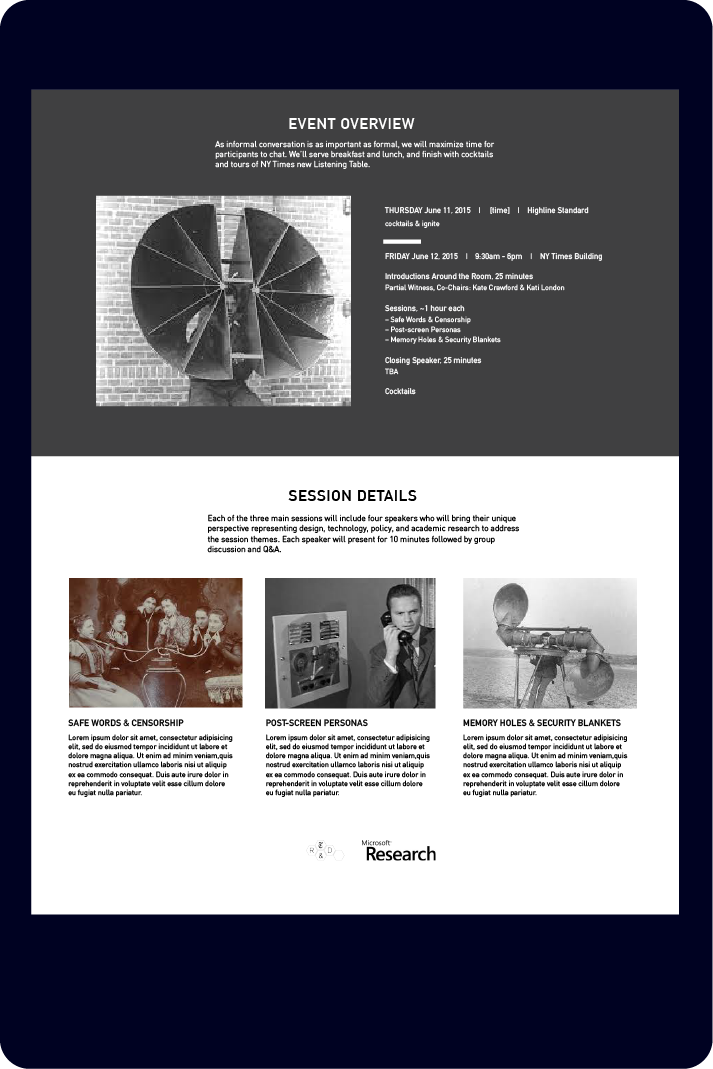 EVENT OVERVIEW
As informal conversation is as important as formal, we will maximize time for
participants to chat. We'll serve breakfast and lunch, and finish with cocktails
and tours of NY Times new Listening Table.
THURSDAY June 11, 2015 I [time] I Highline Standard
cocktails & ignite
FRIDAY June 12, 2015 I 9:30am - 6pm I NY Times Building
Introductions Around the Room, 25 minutes
Partial Witness, Co-Chairs: Kate Crawford & Kati London
Sessions, ~1 hour each
– Safe Words & Censorship
– Post-screen Personas
– Memory Holes & Security Blankets
Closing Speaker, 25 minutes
TBA
Cocktails
SESSION DETAILS
Each of the three main sessions will include four speakers who will bring their unique
perspective representing design, technology, policy, and academic research to address
the session themes. Each speaker will present for 10 minutes followed by group
discussion and Q&A.
SAFE WORDS & CENSORSHIP
Lorem ipsum dolor sit amet, consectetur adipisicing
elit, sed do eiusmod tempor incididunt ut labore et
dolore magna aliqua. Ut enim ad minim veniam,quis
nostrud exercitation ullamco laboris nisi ut aliquip
ex ea commodo consequat. Duis aute irure dolor in
reprehenderit in voluptate velit esse cillum dolore
eu fugiat nulla pariatur.
POST-SCREEN PERSONAS
Lorem ipsum dolor sit amet, consectetur adipisicing
elit, sed do eiusmod tempor incididunt ut labore et
dolore magna aliqua. Ut enim ad minim veniam,quis
nostrud exercitation ullamco laboris nisi ut aliquip
ex ea commodo consequat. Duis aute irure dolor in
reprehenderit in voluptate velit esse cillum dolore
eu fugiat nulla pariatur.
MEMORY HOLES & SECURITY BLANKETS
Lorem ipsum dolor sit amet, consectetur adipisicing
elit, sed do eiusmod tempor incididunt ut labore et
dolore magna aliqua. Ut enim ad minim veniam,quis
nostrud exercitation ullamco laboris nisi ut aliquip
ex ea commodo consequat. Duis aute irure dolor in
reprehenderit in voluptate velit esse cillum dolore
eu fugiat nulla pariatur.
R & D
Microsoft
Research